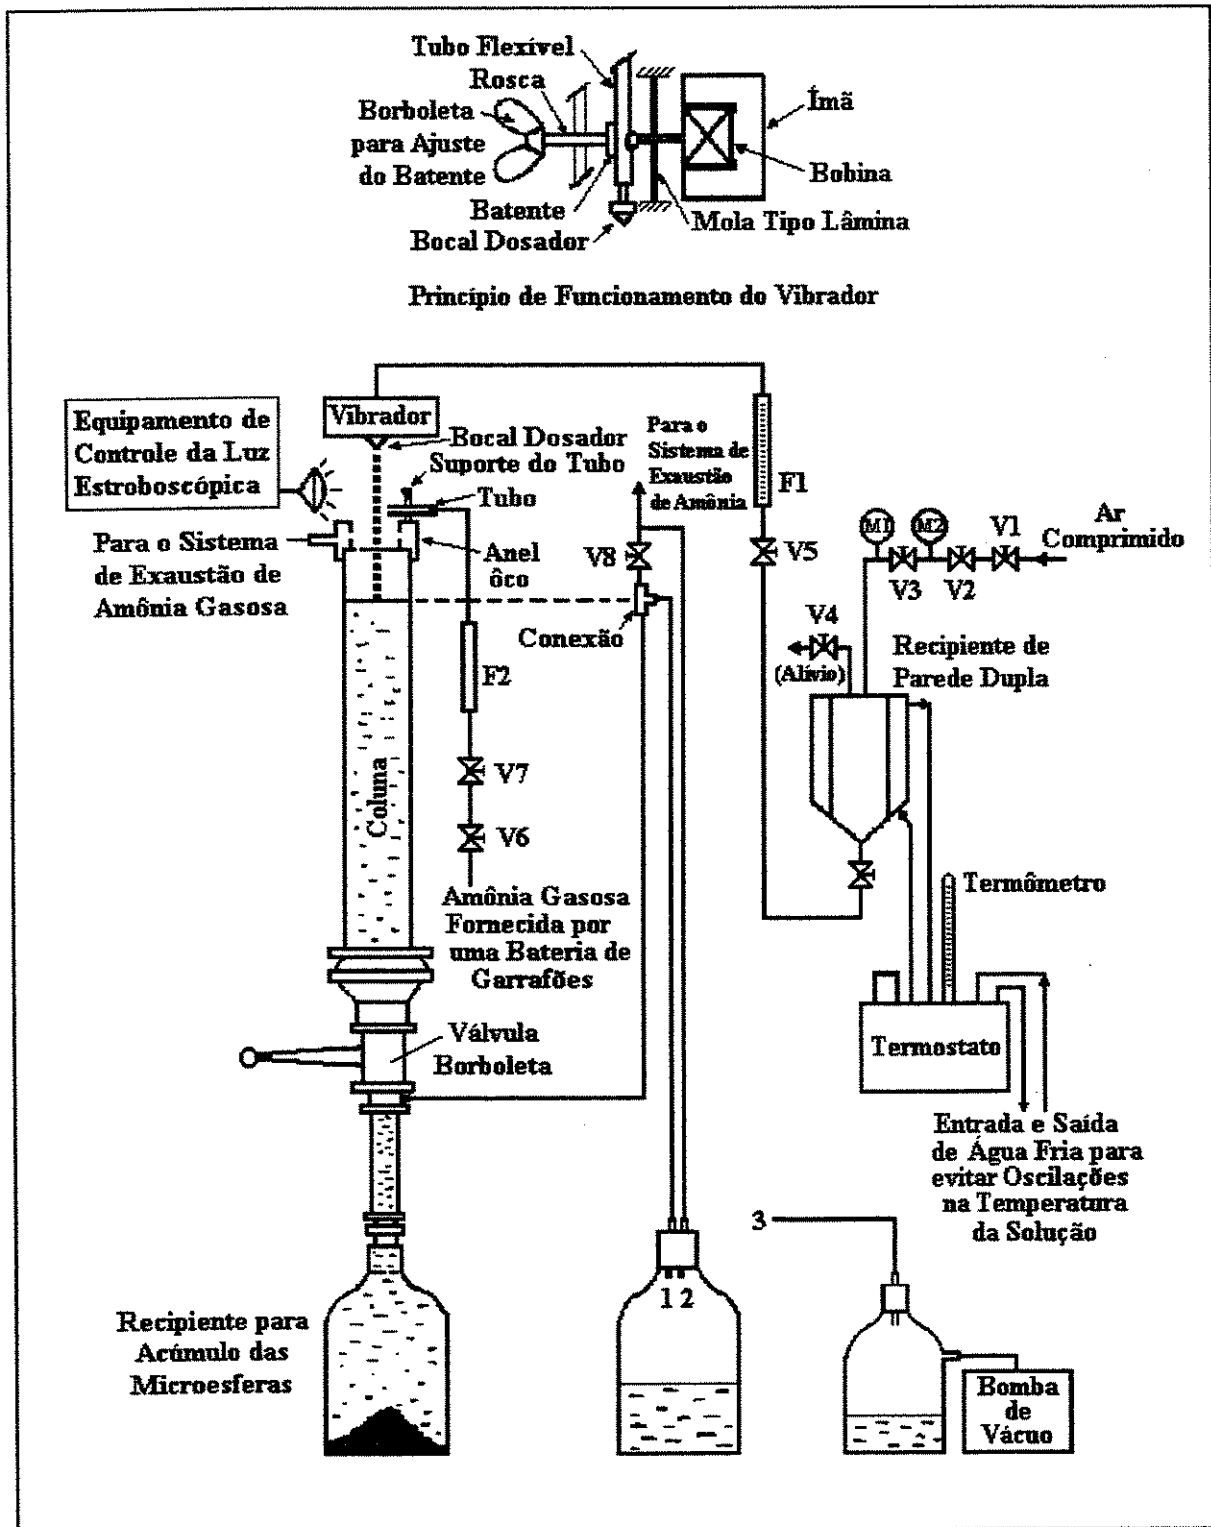 Tubo Flexível
Rosca
Borboleta
para Ajuste
do Batente
Batente
Bocal Dosador
Ímã
Bobina
Mola Tipo Lâmina
Princípio de Funcionamento do Vibrador
Equipamento de
Controle da Luz
Estroboscópica
Vibrador
Bocal Dosador
Suporte do Tubo
Tubo
Para o Sistema
de Exaustão de
Amônia Gasosa
Anel
ôco
Para o
Sistema de
Exaustão
de Amônia
F1
V5
V8
M1
M2
V1
Ar
Comprimido
V3
V2
V4
(Alívio)
Recipiente de
Parede Dupla
Conexão
F2
Coluna
V7
V6
Amônia Gasosa
Fornecida por
uma Bateria de
Garrafões
Termômetro
Termostato
Válvula
Borboleta
Entrada e Saída
de Água Fria para
evitar Oscilações
na Temperatura
da Solução
3
1 2
Recipiente para
Acúmulo das
Microesferas
Bomba
de
Vácuo